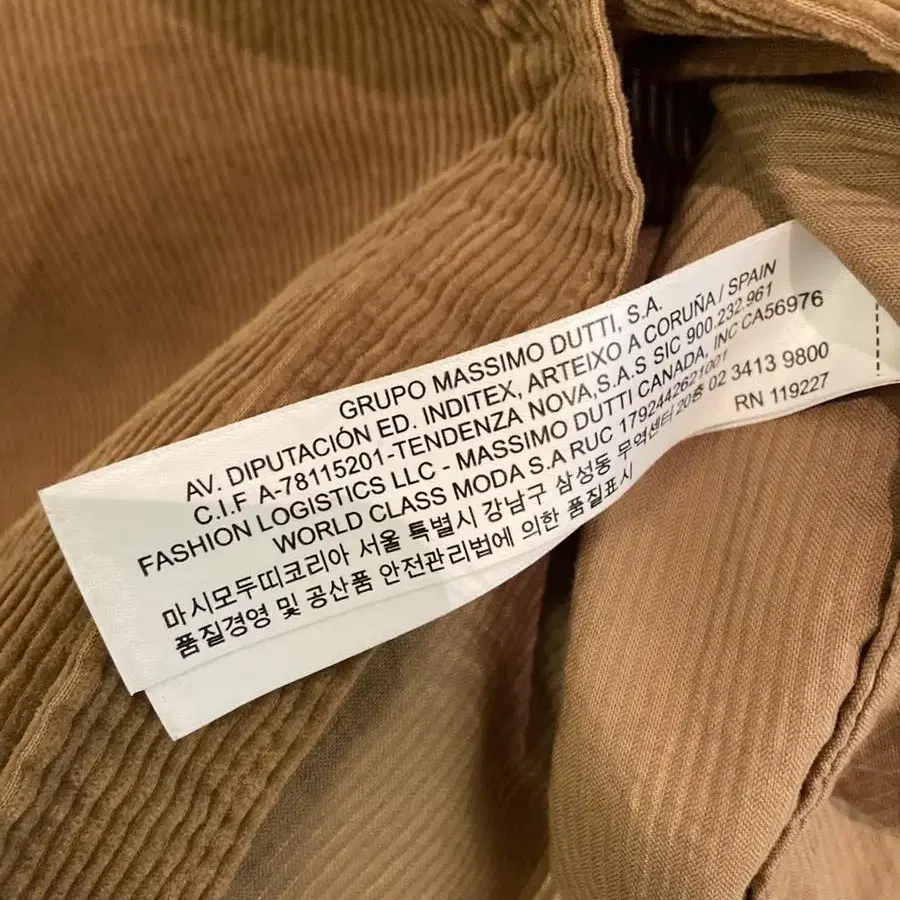 GRUPO MASSIMO DUTTI, S.A.
AV. DIPUTACIÓN ED. INDITEX, ARTEIXO A CORUÑA / SPAIN
C.I.F A-78115201-TENDENZA NOVA,S.A.S SIC 900.232.961
FASHION LOGISTICS LLC - MASSIMO DUTTI CANADA, INC CA56976
WORLD CLASS MODA S.A RUC 1792442621001
마시모두띠코리아 서울 특별시 강남구 삼성동 무역센터 20층 02 3413 9800
품질경영 및 공산품 안전관리법에 의한 품질표시
RN 119227